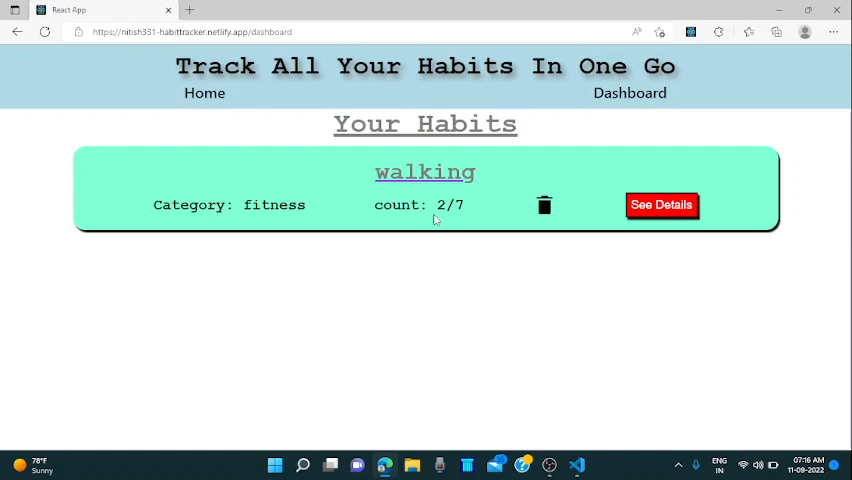 React App
https://nitish331-habittracker.netlify.app/dashboard
Track All Your Habits In One Go
Home Dashboard
Your Habits
walking
Category: fitness count: 2/7 See Details
78°F
Sunny
ENG
IN
07:16 AM
11-09-2022